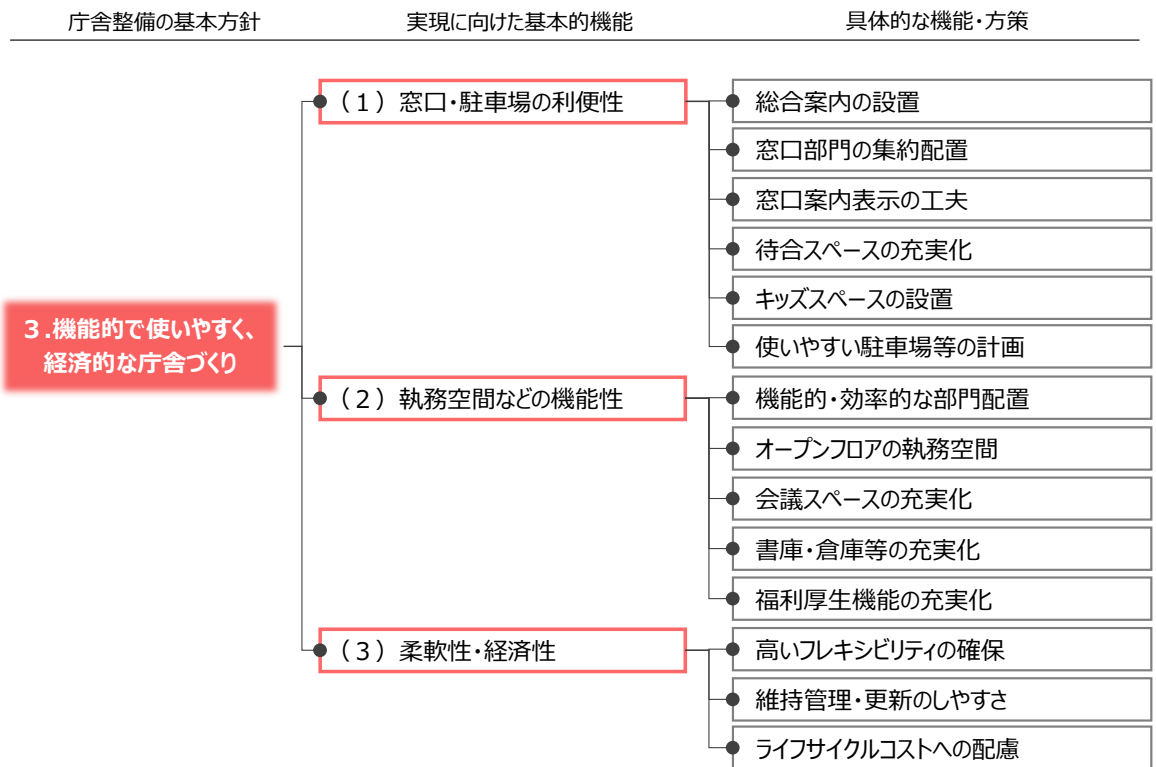 庁舎整備の基本方針
実現に向けた基本的機能
具体的な機能・方策
3.機能的で使いやすく、
経済的な庁舎づくり
(1)窓口・駐車場の利便性
総合案内の設置
窓口部門の集約配置
窓口案内表示の工夫
待合スペースの充実化
キッズスペースの設置
使いやすい駐車場等の計画
(2)執務空間などの機能性
機能的・効率的な部門配置
オープンフロアの執務空間
会議スペースの充実化
書庫・倉庫等の充実化
福利厚生機能の充実化
(3)柔軟性・経済性
高いフレキシビリティの確保
維持管理・更新のしやすさ
ライフサイクルコストへの配慮